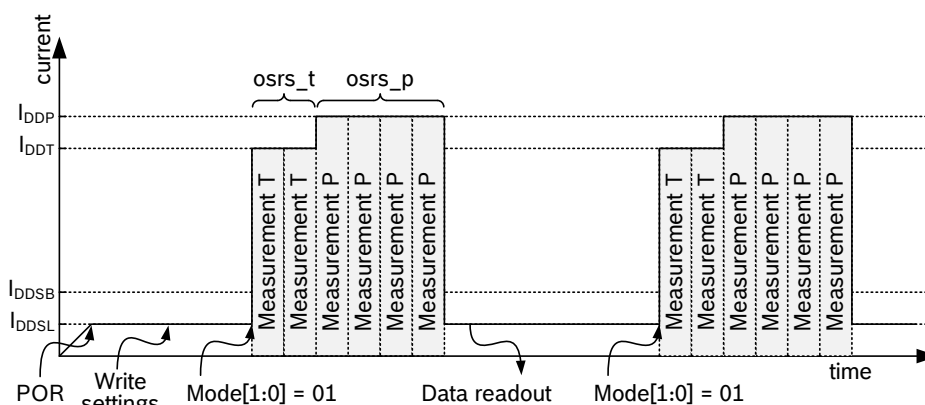 current
osrs_t
osrs_p
IDDP
IDDT
IDDSB
IDDSL
Measurement T
Measurement T
Measurement P
Measurement P
Measurement P
Measurement P
Measurement T
Measurement T
Measurement P
Measurement P
Measurement P
Measurement P
time
POR
Write
settings
Mode[1:0] = 01
Data readout
Mode[1:0] = 01